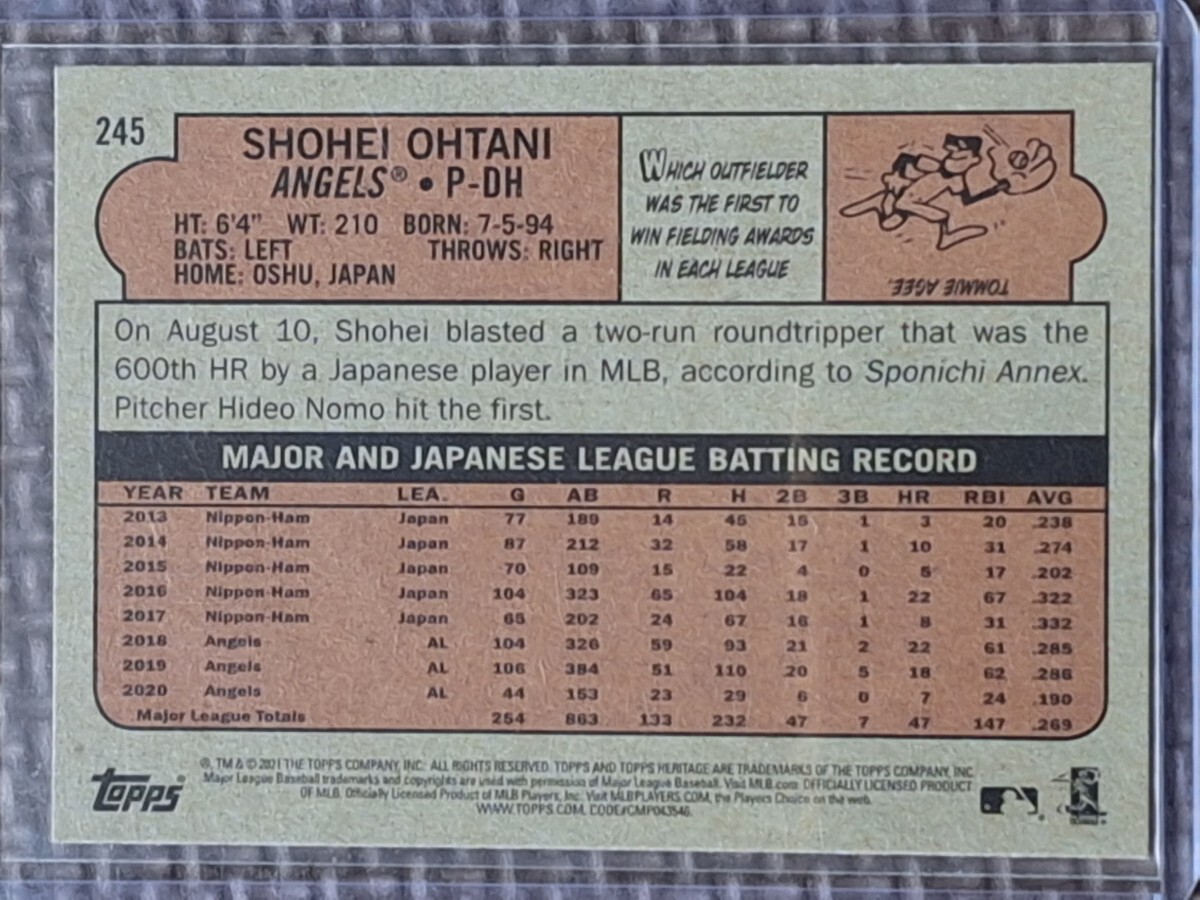 245
SHOHEI OHTANI
ANGELS® • P-DH
HT: 6'4" WT: 210 BORN: 7-5-94
BATS: LEFT THROWS: RIGHT
HOME: OSHU, JAPAN
WHICH OUTFIELDER
WAS THE FIRST TO
WIN FIELDING AWARDS
IN EACH LEAGUE
TOMMIE AGEE.
On August 10, Shohei blasted a two-run roundtripper that was the
600th HR by a Japanese player in MLB, according to Sponichi Annex.
Pitcher Hideo Nomo hit the first.
MAJOR AND JAPANESE LEAGUE BATTING RECORD
YEAR TEAM LEA. G AB R H 2B 3B HR RBI AVG
2013 Nippon-Ham Japan 77 189 14 45 15 1 3 20 .238
2014 Nippon-Ham Japan 87 212 32 58 17 1 10 31 .274
2015 Nippon-Ham Japan 70 109 15 22 4 0 5 17 .202
2016 Nippon-Ham Japan 104 323 65 104 18 1 22 67 .322
2017 Nippon-Ham Japan 65 202 24 67 16 1 8 31 .332
2018 Angels AL 104 326 59 93 21 2 22 61 .285
2019 Angels AL 106 384 51 110 20 5 18 62 .286
2020 Angels AL 44 153 23 29 6 0 7 24 .190
Major League Totals 254 863 133 232 47 7 47 147 .269
®, TM & © 2021 THE TOPPS COMPANY, INC. ALL RIGHTS RESERVED. TOPPS AND TOPPS HERITAGE ARE TRADEMARKS OF THE TOPPS COMPANY, INC.
Major League Baseball trademarks and copyrights are used with permission of Major League Baseball. Visit MLB.com OFFICIALLY LICENSED PRODUCT
OF MLB. Officially Licensed Product of MLB Players, Inc. Visit MLBPLAYERS.COM, the Players Choice on the web.
WWW.TOPPS.COM. CODE#CMP043546.
topps